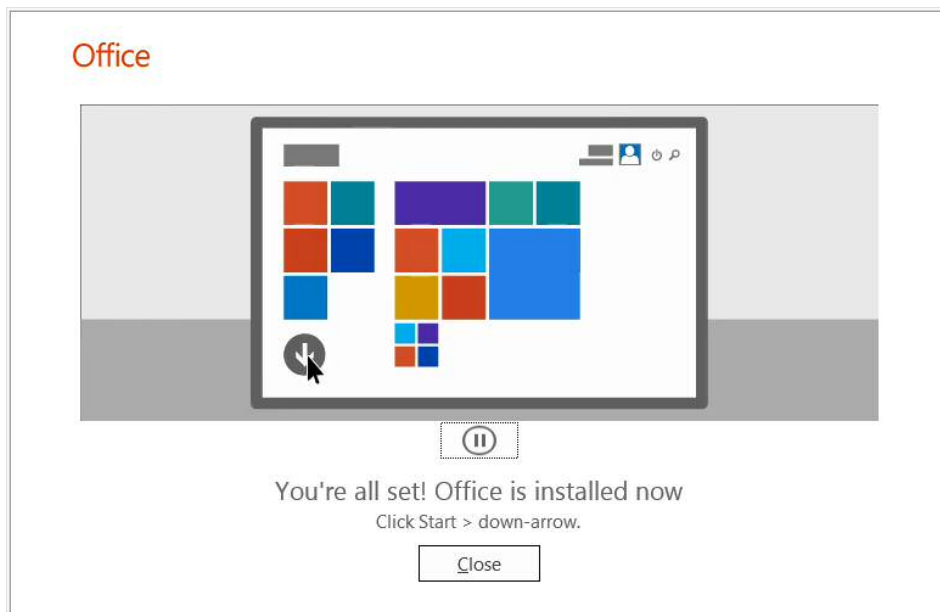 Office
You're all set! Office is installed now
Click Start > down-arrow.
Close